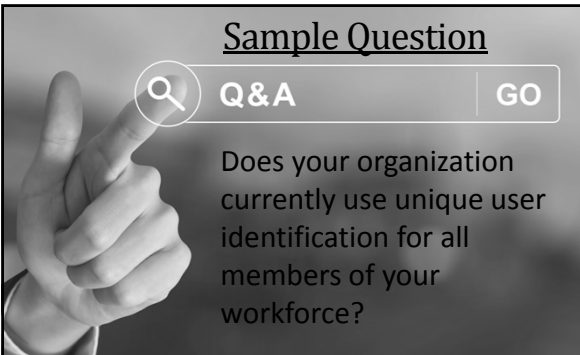 Sample Question
Q&A GO
Does your organization
currently use unique user
identification for all
members of your
workforce?